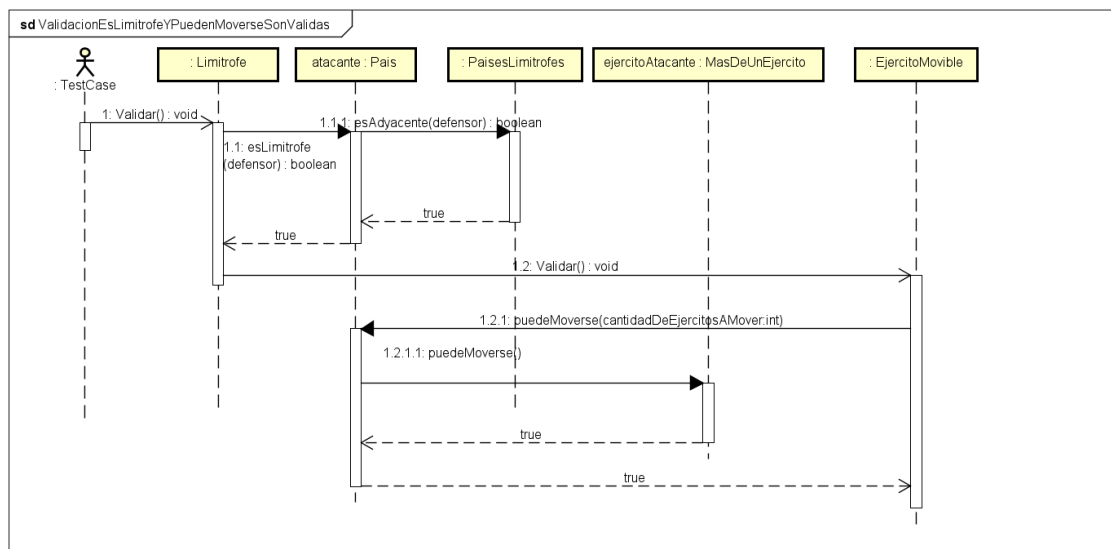 sd ValidacionEsLimitrofeYPuedenMoverseSonValidas
: TestCase
: Limitrofe
atacante : Pais
: PaisesLimitrofes
ejercitoAtacante : MasDeUnEjercito
: EjercitoMovible
1: Validar() : void
1.1.1: esAdyacente(defensor) : boolean
1.1: esLimitrofe
(defensor) : boolean
true
true
1.2: Validar() : void
1.2.1: puedeMoverse(cantidadDeEjercitosAMover:int)
1.2.1.1: puedeMoverse()
true
true